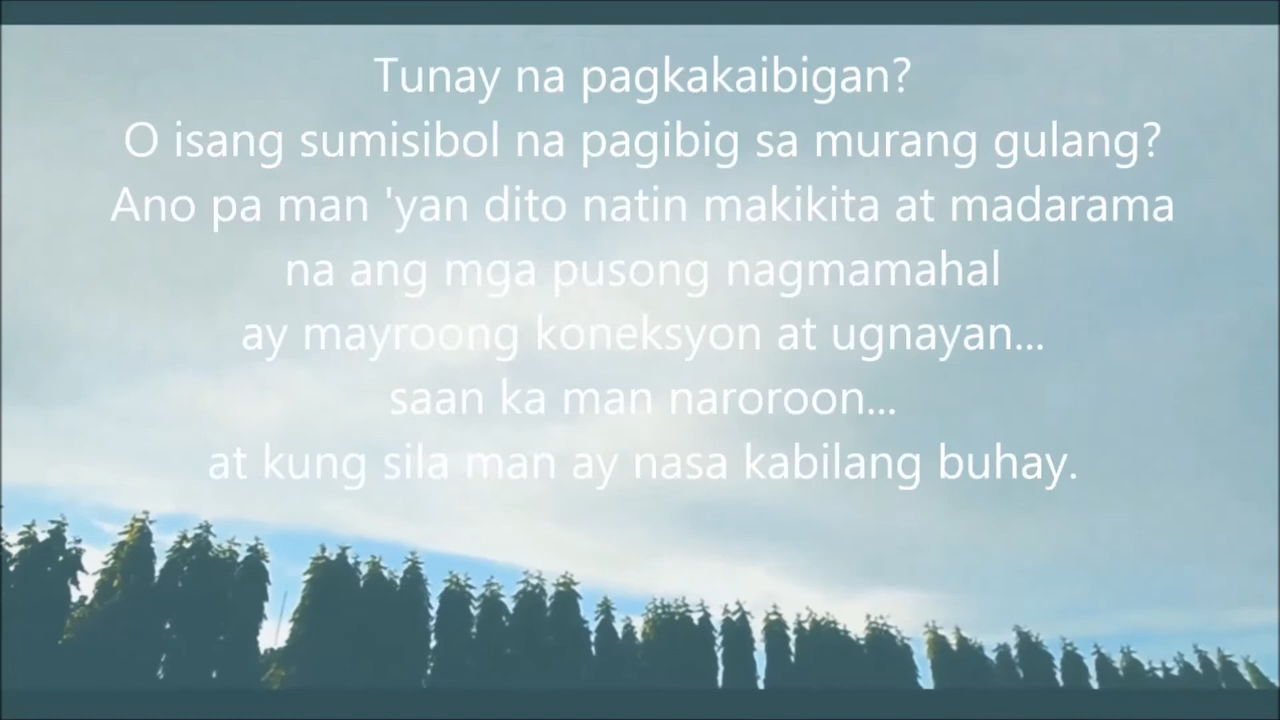 Tunay na pagkakaibigan?
O isang sumisibol na pagibig sa murang gulang?
Ano pa man 'yan dito natin makikita at madarama
na ang mga pusong nagmamahal
ay mayroong koneksyon at ugnayan...
saan ka man naroroon...
at kung sila man ay nasa kabilang buhay.